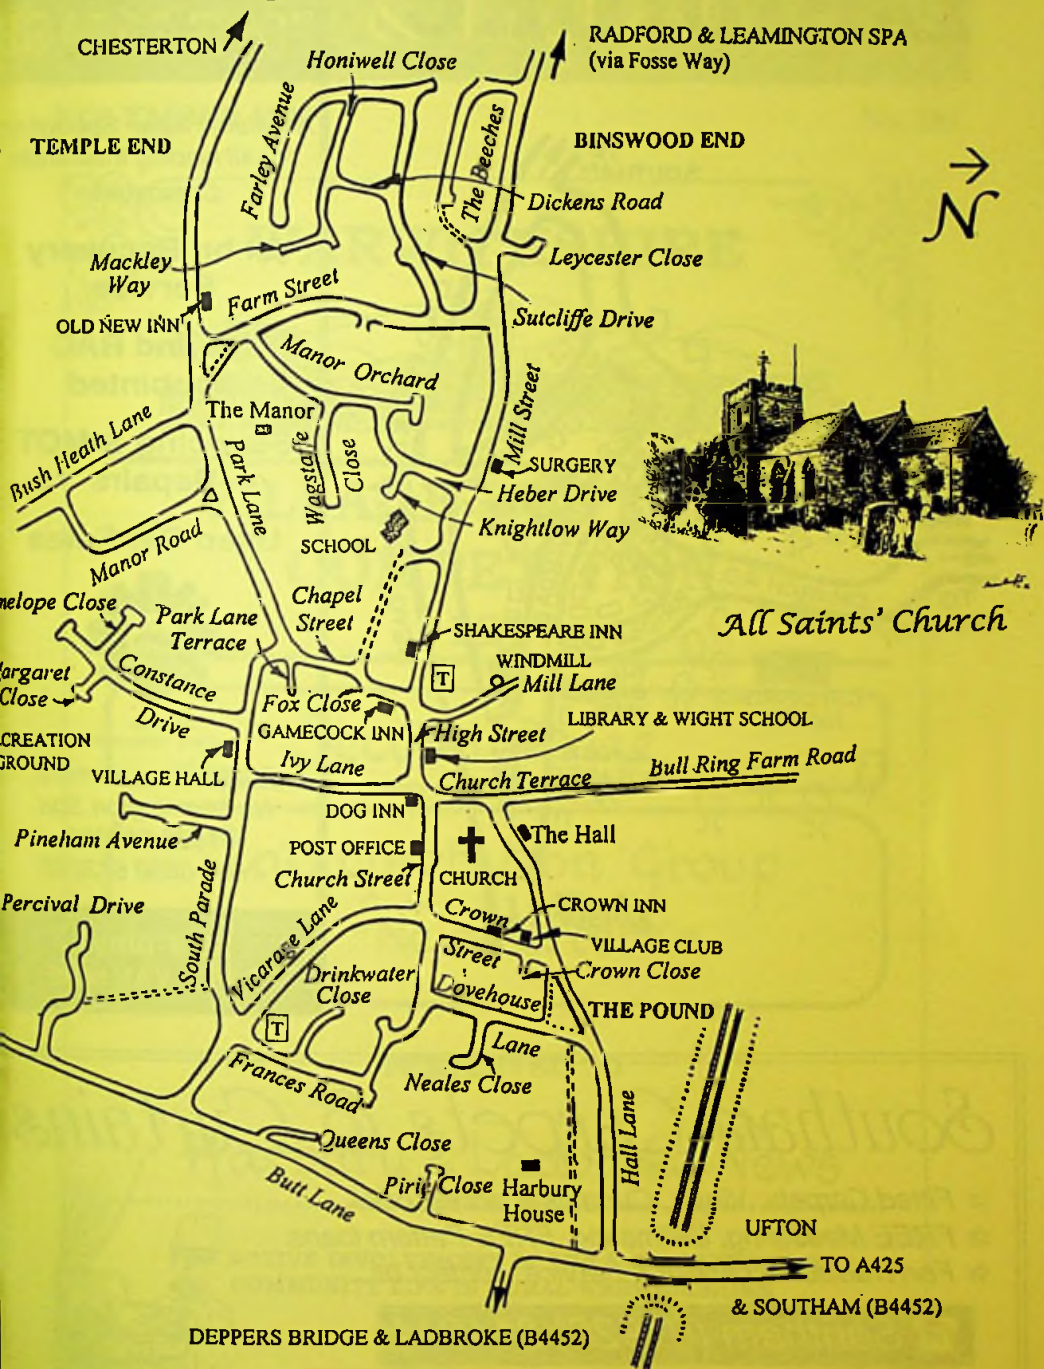 CHESTERTON
RADFORD & LEAMINGTON SPA
(via Fosse Way)
Honiwell Close
TEMPLE END
Farley Avenue
The Beeches
BINSWOOD END
N
Dickens Road
Mackley
Way
Leycester Close
Farm Street
OLD NEW INN
Sutcliffe Drive
Manor Orchard
Mill Street
Bush Heath Lane
The Manor
Park Lane
Wagstaffe
Close
SURGERY
Heber Drive
Knightlow Way
SCHOOL
Manor Road
nelope Close
Park Lane
Terrace
Chapel
Street
SHAKESPEARE INN
All Saints' Church
WINDMILL
T
Mill Lane
argaret
Close
Constance
Drive
Fox Close
GAMECOCK INN
High Street
LIBRARY & WIGHT SCHOOL
CREATION
GROUND
VILLAGE HALL
Ivy Lane
Church Terrace
Bull Ring Farm Road
DOG INN
Pineham Avenue
The Hall
POST OFFICE
Church Street
CHURCH
Percival Drive
South Parade
Vicarage Lane
Crown
Street
CROWN INN
VILLAGE CLUB
Crown Close
Drinkwater
Close
Dovehouse
Lane
THE POUND
T
Frances Road
Neales Close
Queens Close
Hall Lane
Butt Lane
Pirie Close
Harbury
House
UFTON
TO A425
& SOUTHAM (B4452)
DEPPERS BRIDGE & LADBROKE (B4452)